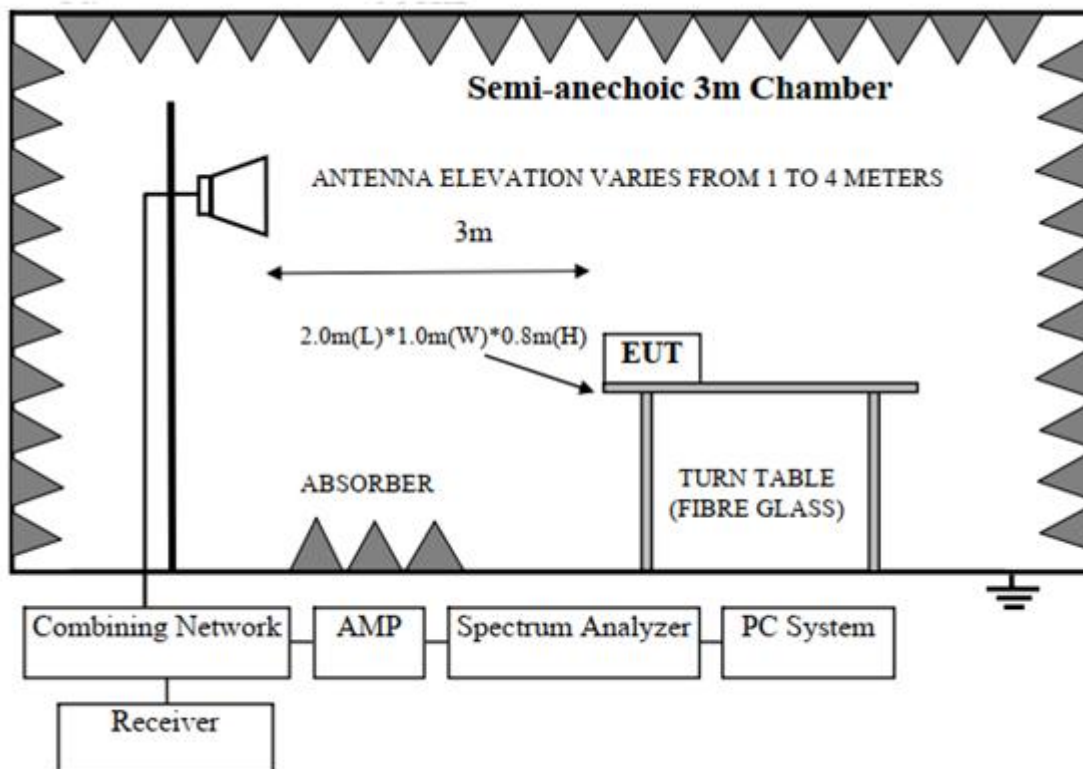 Semi-anechoic 3m Chamber
ANTENNA ELEVATION VARIES FROM 1 TO 4 METERS
3m
2.0m(L)*1.0m(W)*0.8m(H)
EUT
ABSORBER
TURN TABLE
(FIBRE GLASS)
Combining Network
AMP
Spectrum Analyzer
PC System
Receiver